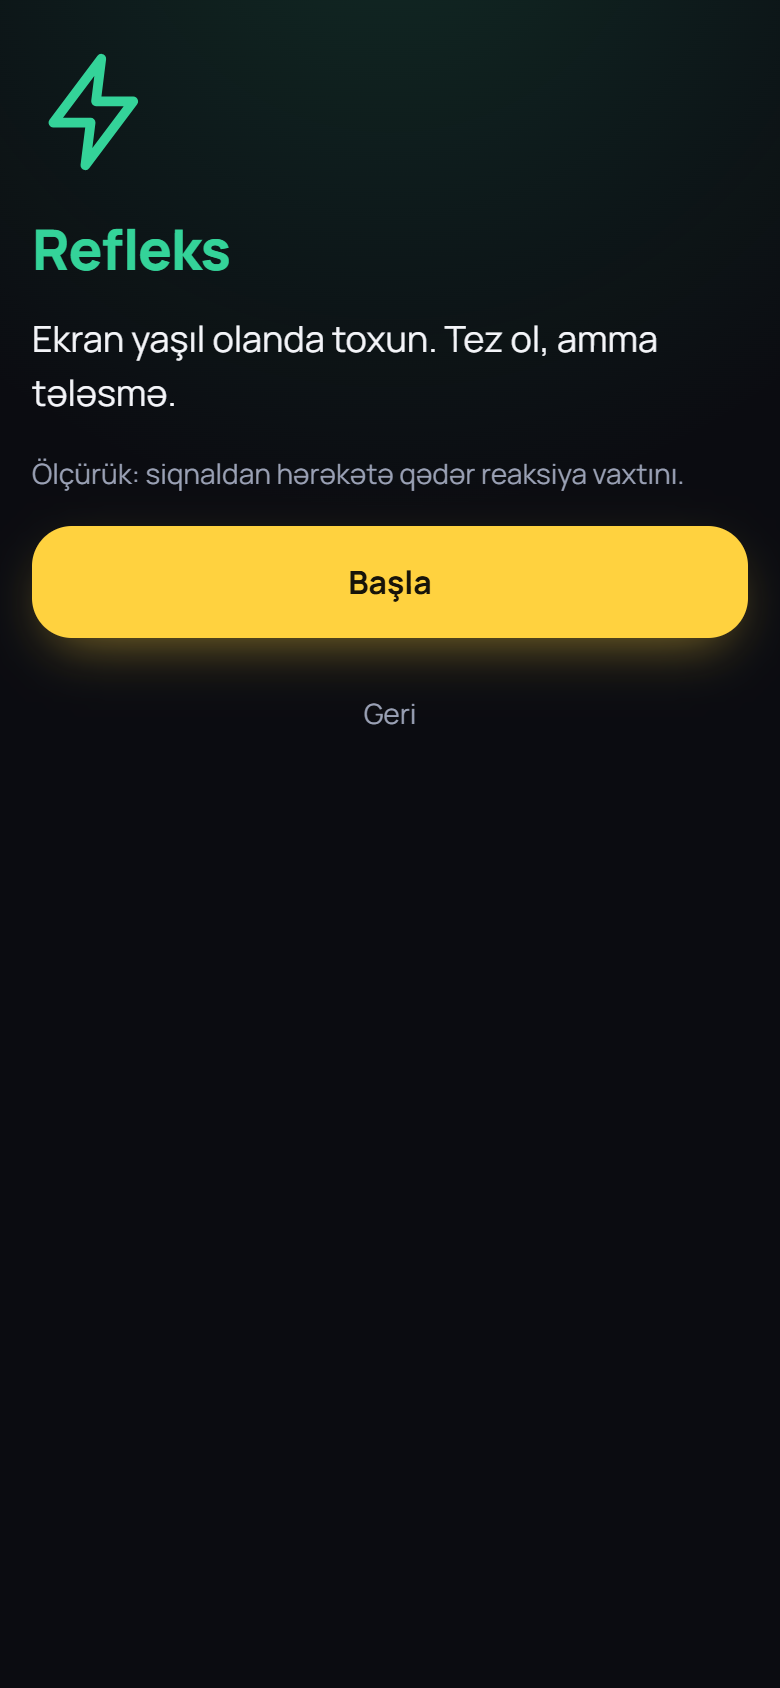 Refleks
Ekran yaşıl olanda toxun. Tez ol, amma
tələsmə.
Ölçürük: siqnaldan hərəkətə qədər reaksiya vaxtını.
Başla
Geri